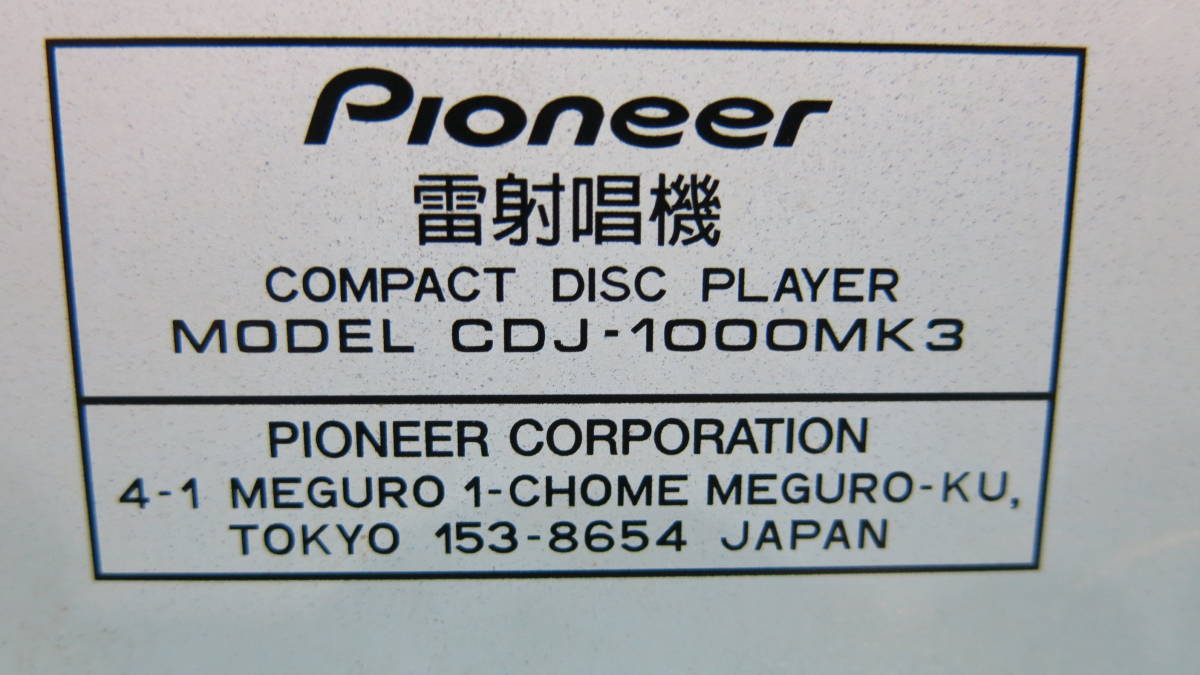 Pioneer
雷射唱機
COMPACT DISC PLAYER
MODEL CDJ-1000MK3
PIONEER CORPORATION
4-1 MEGURO 1-CHOME MEGURO-KU,
TOKYO 153-8654 JAPAN